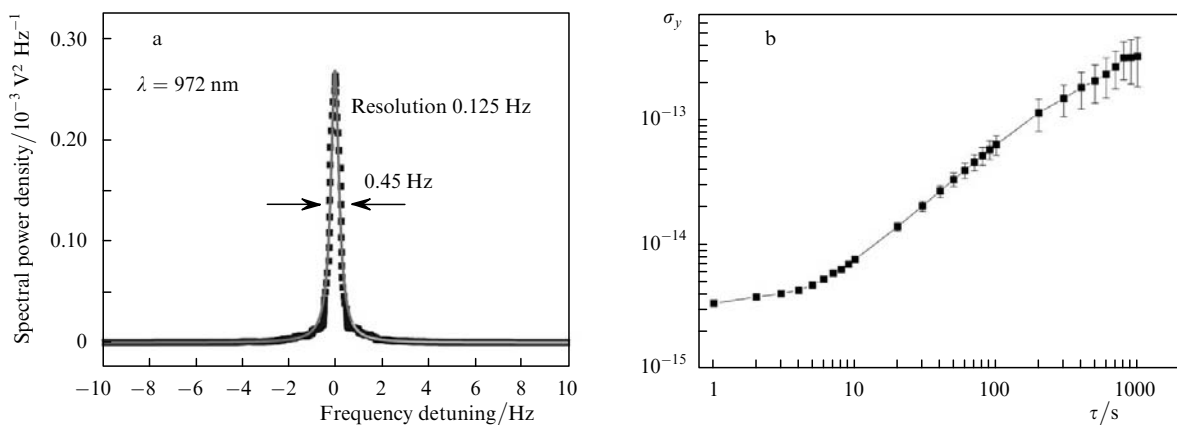 a
λ = 972 nm
Resolution 0.125 Hz
0.45 Hz
Spectral power density/10⁻³ V² Hz⁻¹
0.30
0.20
0.10
0
−10 −8 −6 −4 −2 0 2 4 6 8 10
Frequency detuning/Hz
b
σ_y
10⁻¹³
10⁻¹⁴
10⁻¹⁵
1 10 100 1000
τ/s